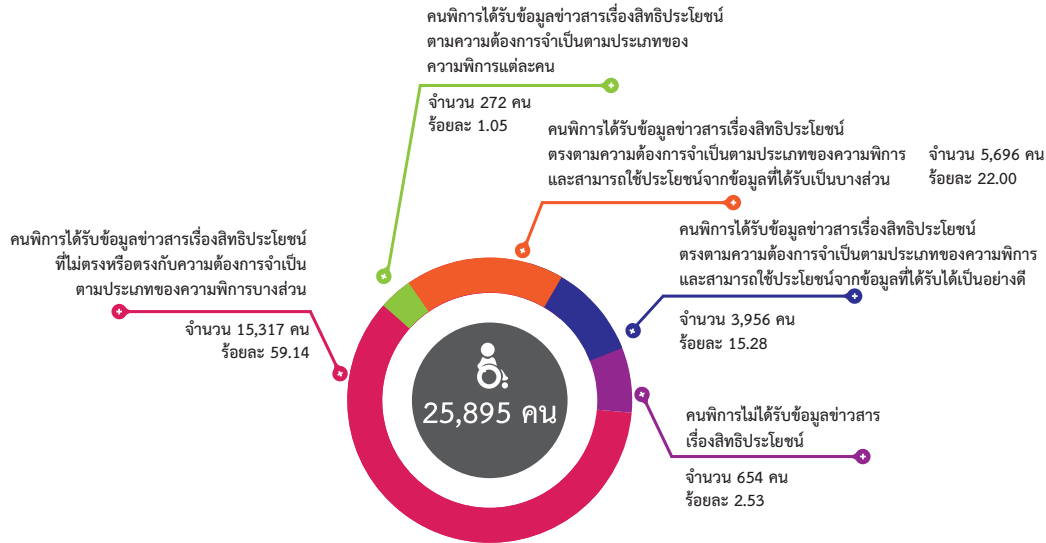 คนพิการได้รับข้อมูลข่าวสารเรื่องสิทธิประโยชน์
ตามความต้องการจำเป็นตามประเภทของ
ความพิการแต่ละคน
จำนวน 272 คน
ร้อยละ 1.05
คนพิการได้รับข้อมูลข่าวสารเรื่องสิทธิประโยชน์
ตรงตามความต้องการจำเป็นตามประเภทของความพิการ
และสามารถใช้ประโยชน์จากข้อมูลที่ได้รับเป็นบางส่วน
จำนวน 5,696 คน
ร้อยละ 22.00
คนพิการได้รับข้อมูลข่าวสารเรื่องสิทธิประโยชน์
ตรงตามความต้องการจำเป็นตามประเภทของความพิการ
และสามารถใช้ประโยชน์จากข้อมูลที่ได้รับได้เป็นอย่างดี
จำนวน 3,956 คน
ร้อยละ 15.28
คนพิการได้รับข้อมูลข่าวสารเรื่องสิทธิประโยชน์
ที่ไม่ตรงหรือตรงกับความต้องการจำเป็น
ตามประเภทของความพิการบางส่วน
จำนวน 15,317 คน
ร้อยละ 59.14
25,895 คน
คนพิการไม่ได้รับข้อมูลข่าวสาร
เรื่องสิทธิประโยชน์
จำนวน 654 คน
ร้อยละ 2.53